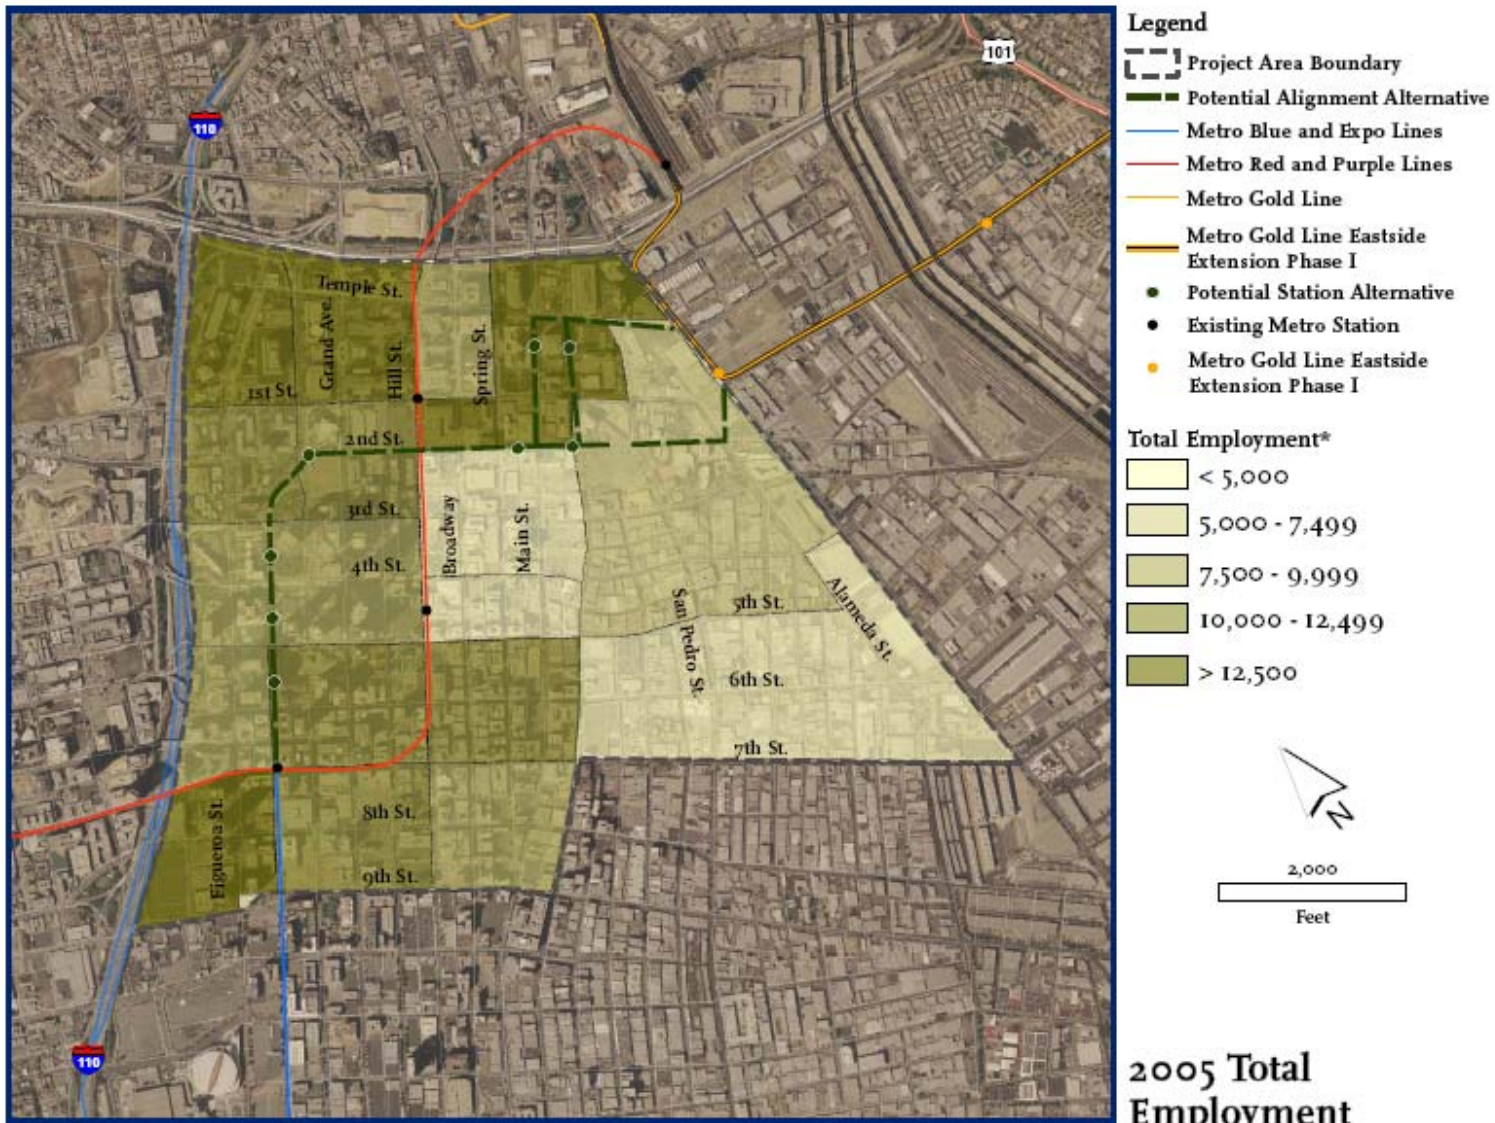 110
101
Temple St.
Grand Ave.
Hill St.
Spring St.
1st St.
2nd St.
3rd St.
Broadway
Main St.
4th St.
San Pedro St.
5th St.
Alameda St.
6th St.
7th St.
Figueroa St.
8th St.
9th St.
110
Legend
Project Area Boundary
Potential Alignment Alternative
Metro Blue and Expo Lines
Metro Red and Purple Lines
Metro Gold Line
Metro Gold Line Eastside
Extension Phase I
Potential Station Alternative
Existing Metro Station
Metro Gold Line Eastside
Extension Phase I
Total Employment*
< 5,000
5,000 - 7,499
7,500 - 9,999
10,000 - 12,499
> 12,500
N
2,000
Feet
2005 Total
Employment